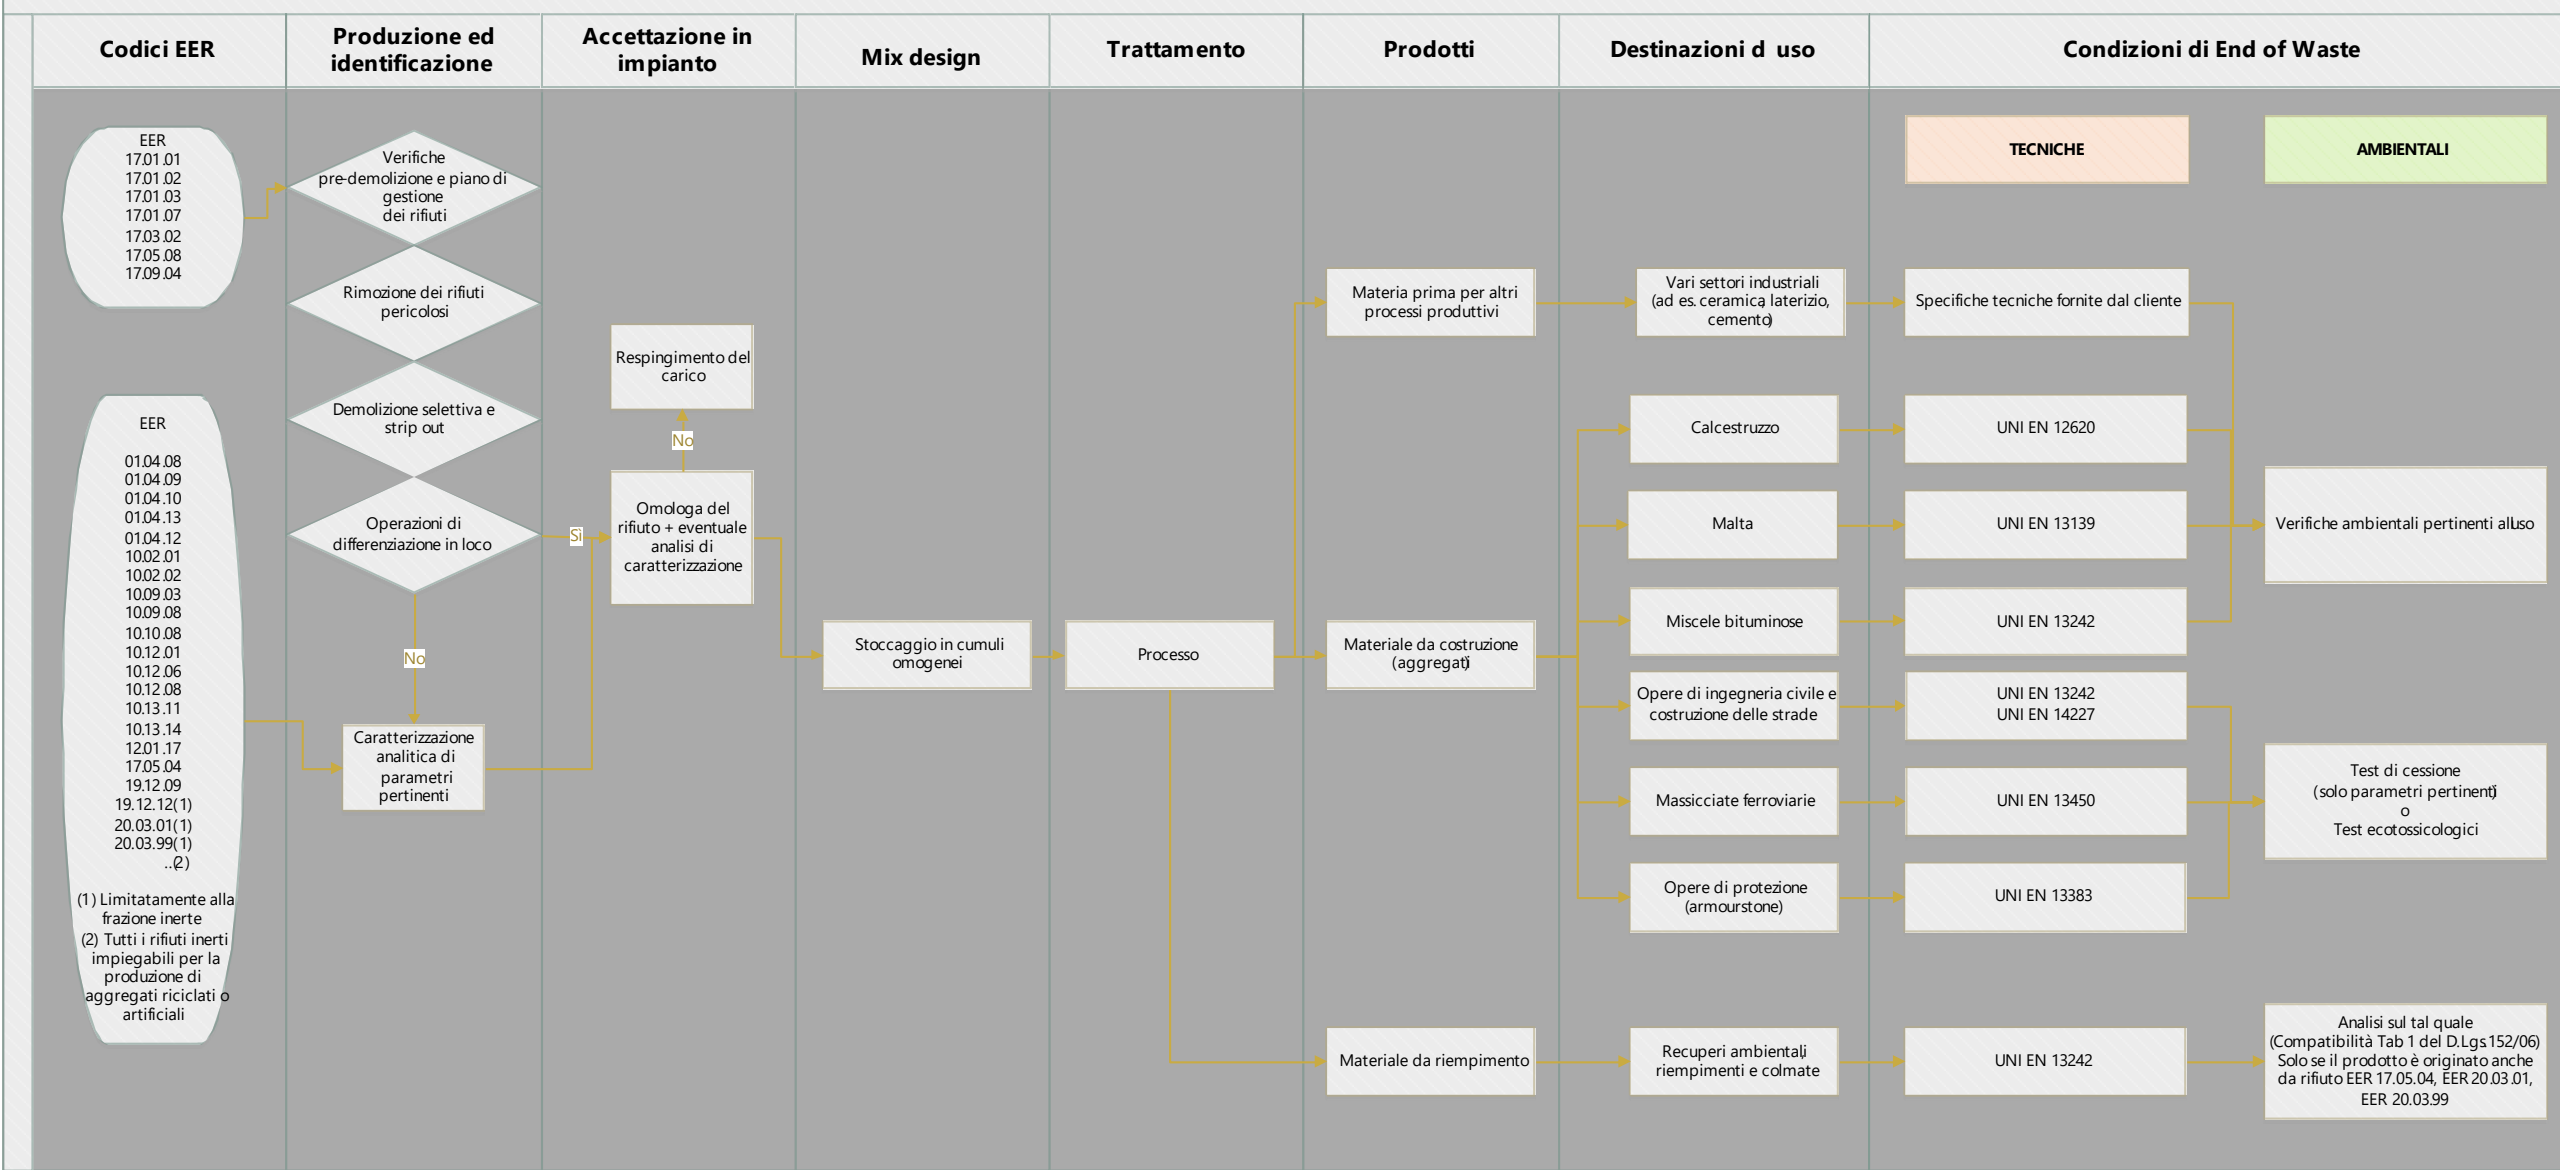 Codici EER
Produzione ed
identificazione
Accettazione in
impianto
Mix design
Trattamento
Prodotti
Destinazioni d uso
Condizioni di End of Waste
EER
17.01.01
17.01.02
17.01.03
17.01.07
17.03.02
17.05.08
17.09.04
EER
01.04.08
01.04.09
01.04.10
01.04.13
01.04.12
10.02.01
10.02.02
10.09.03
10.09.08
10.10.08
10.12.01
10.12.06
10.12.08
10.13.11
10.13.14
12.01.17
17.05.04
19.12.09
19.12.12(1)
20.03.01(1)
20.03.99(1)
...(2)
(1) Limitatamente alla
frazione inerte
(2) Tutti i rifiuti inerti
impiegabili per la
produzione di
aggregati riciclati o
artificiali
Verifiche
pre-demolizione e piano di
gestione
dei rifiuti
Rimozione dei rifiuti
pericolosi
Demolizione selettiva e
strip out
Operazioni di
differenziazione in loco
Sì
No
Caratterizzazione
analitica di
parametri
pertinenti
Respingimento del
carico
No
Omologa del
rifiuto + eventuale
analisi di
caratterizzazione
Stoccaggio in cumuli
omogenei
Processo
Materia prima per altri
processi produttivi
Materiale da costruzione
(aggregati)
Materiale da riempimento
Vari settori industriali
(ad es. ceramica, laterizio,
cemento)
Calcestruzzo
Malta
Miscele bituminose
Opere di ingegneria civile e
costruzione delle strade
Massicciate ferroviarie
Opere di protezione
(armourstone)
Recuperi ambientali,
riempimenti e colmate
TECNICHE
Specifiche tecniche fornite dal cliente
UNI EN 12620
UNI EN 13139
UNI EN 13242
UNI EN 13242
UNI EN 14227
UNI EN 13450
UNI EN 13383
UNI EN 13242
AMBIENTALI
Verifiche ambientali pertinenti all'uso
Test di cessione
(solo parametri pertinenti)
o
Test ecotossicologici
Analisi sul tal quale
(Compatibilità Tab 1 del D.Lgs.152/06)
Solo se il prodotto è originato anche
da rifiuto EER 17.05.04, EER 20.03.01,
EER 20.03.99